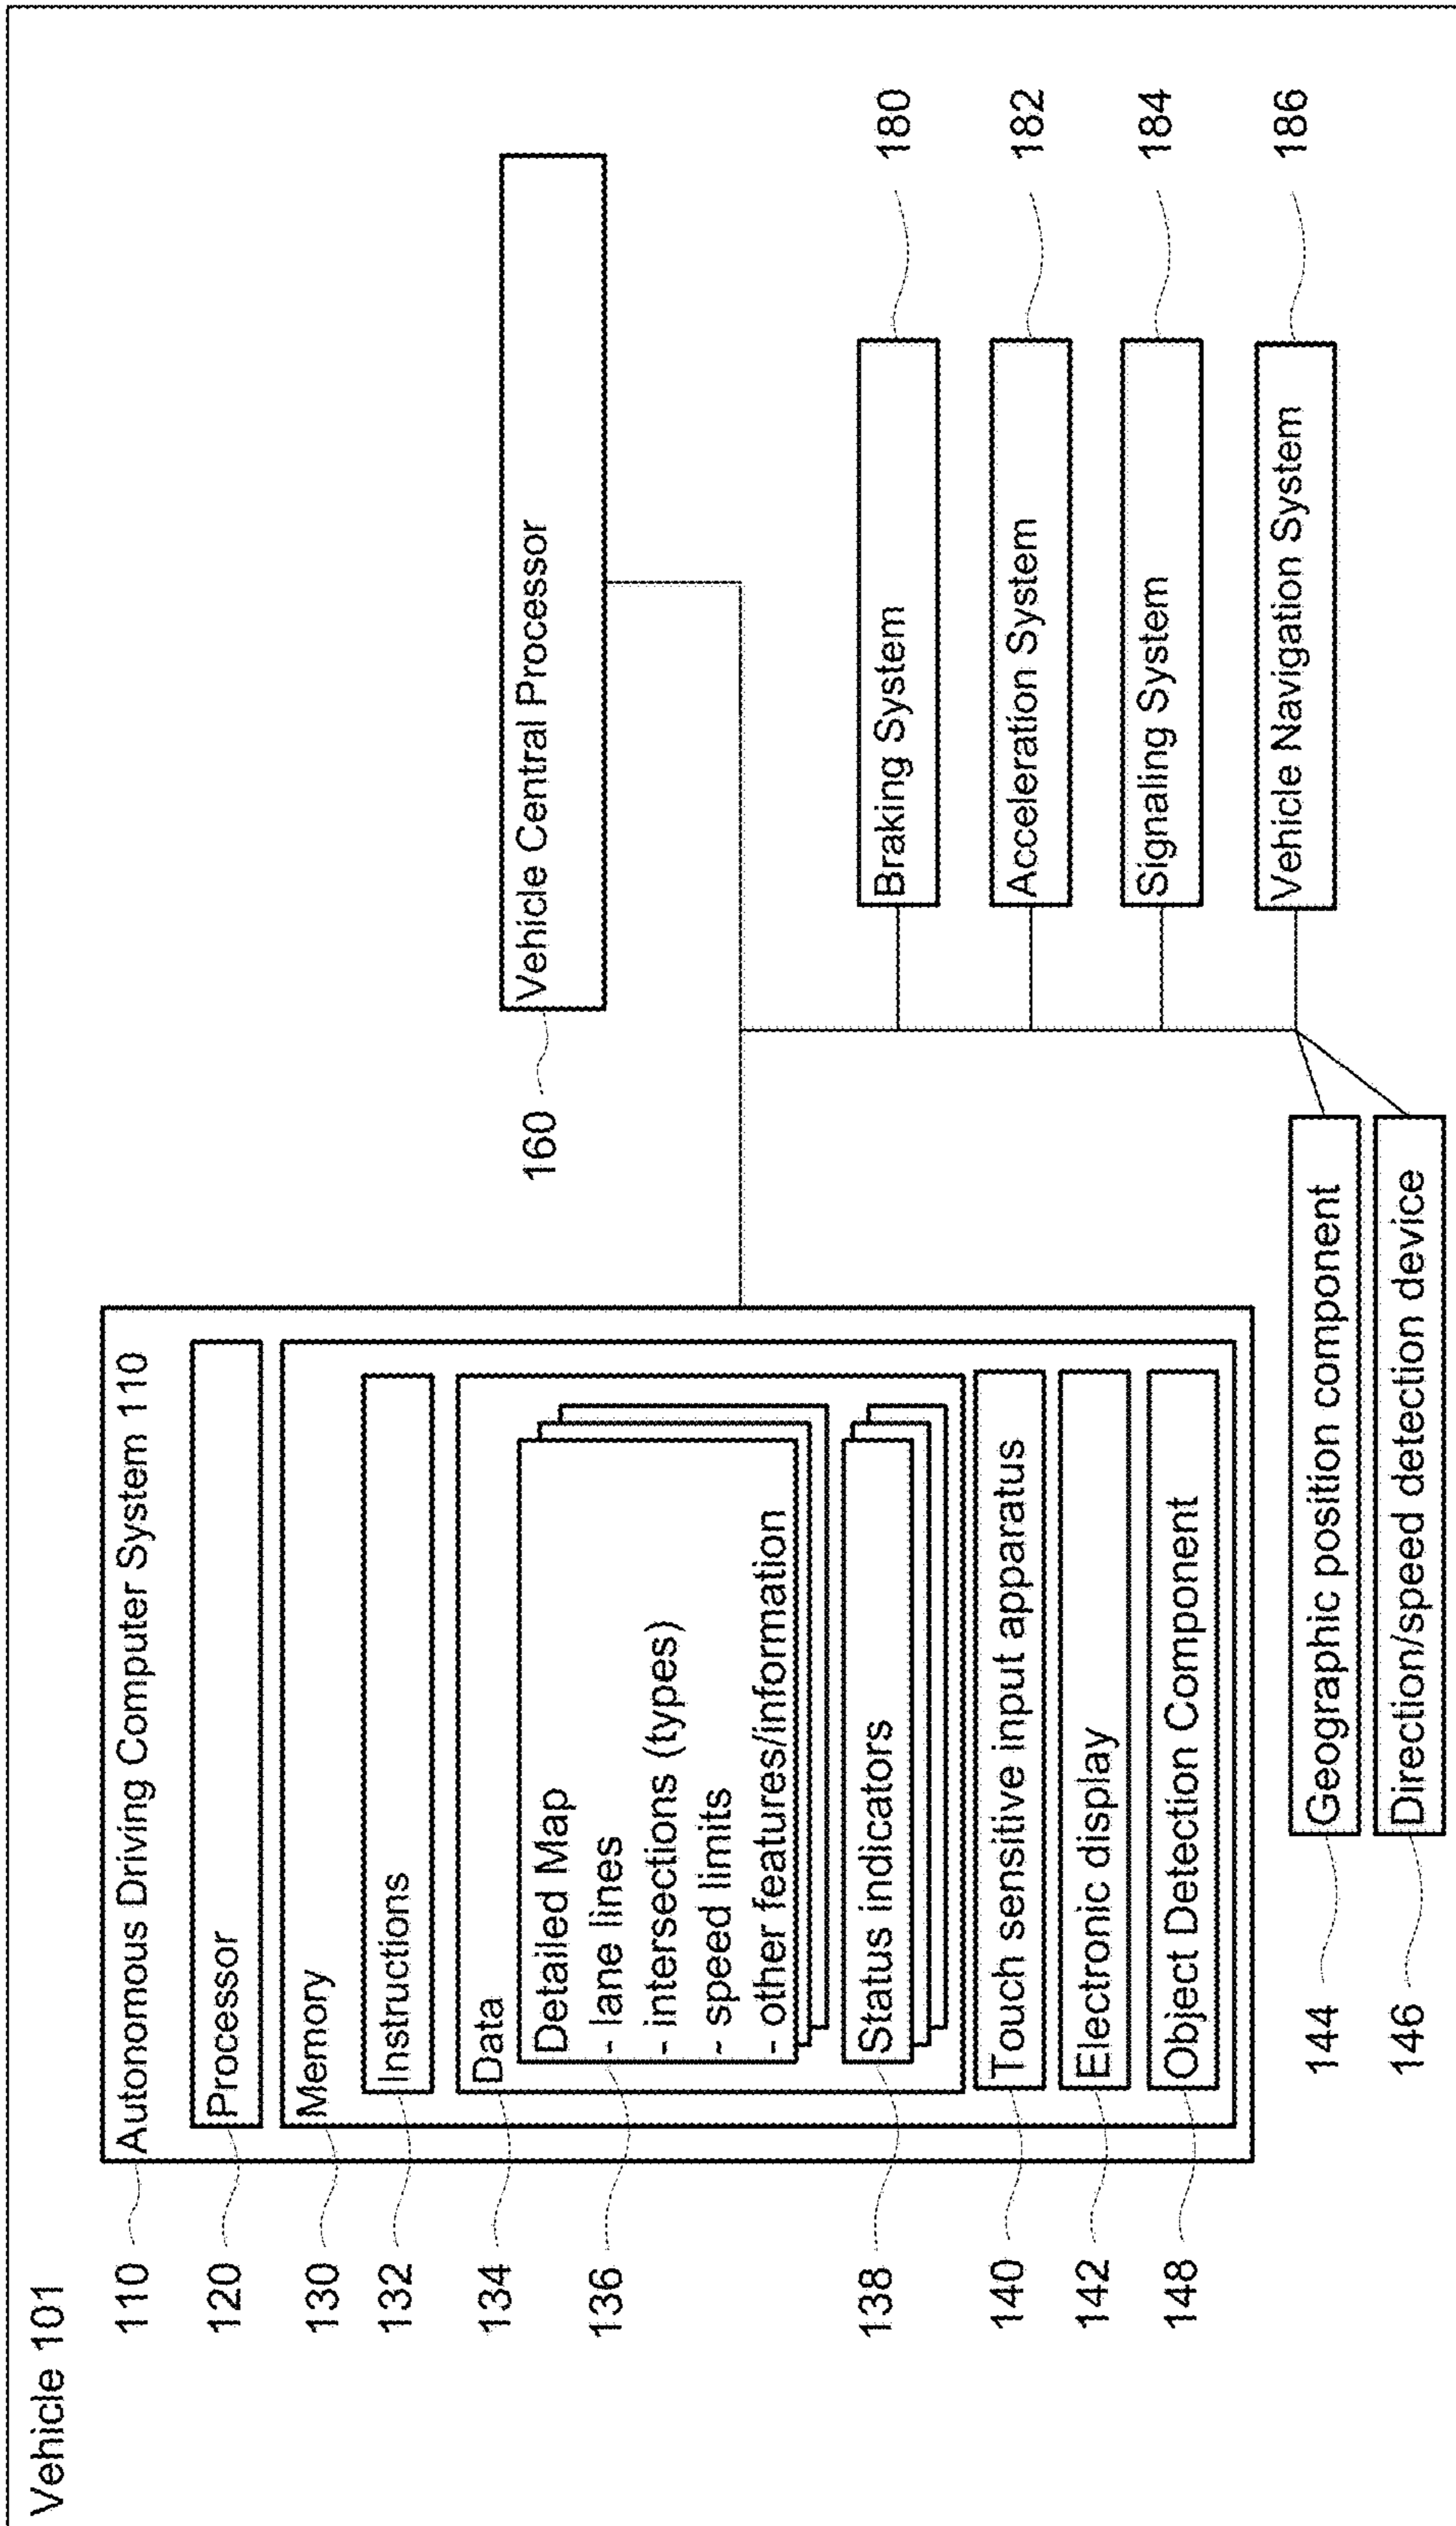 Vehicle 101
110
Autonomous Driving Computer System 110
120
Processor
130
Memory
132
Instructions
134
Data
136
Detailed Map
- lane lines
- intersections (types)
- speed limits
- other features/information
138
Status indicators
140
Touch sensitive input apparatus
142
Electronic display
148
Object Detection Component
144
Geographic position component
146
Direction/speed detection device
160
Vehicle Central Processor
Braking System
180
Acceleration System
182
Signaling System
184
Vehicle Navigation System
186